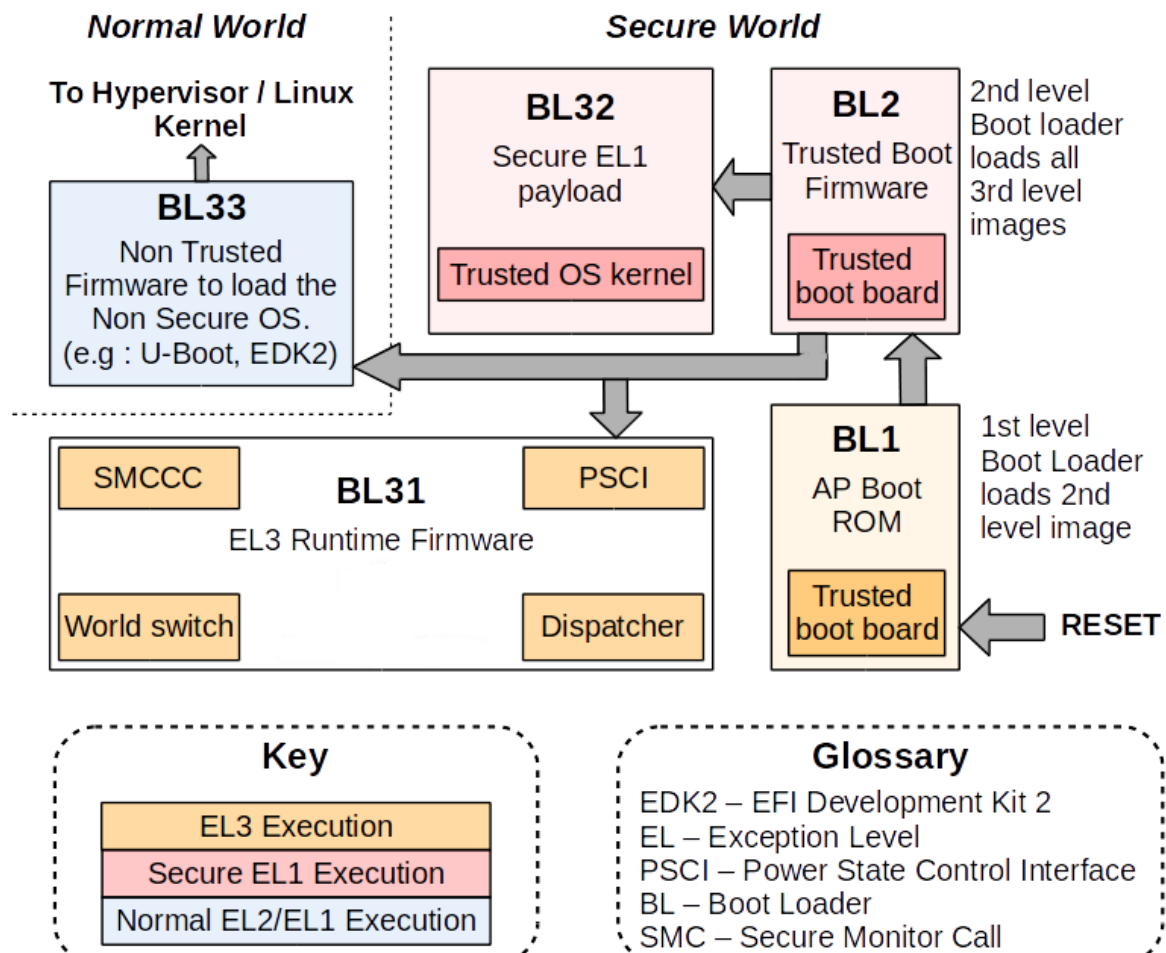 Normal World
Secure World
To Hypervisor / Linux
Kernel
BL33
Non Trusted
Firmware to load the
Non Secure OS.
(e.g : U-Boot, EDK2)
BL32
Secure EL1
payload
Trusted OS kernel
BL2
Trusted Boot
Firmware
Trusted
boot board
2nd level
Boot loader
loads all
3rd level
images
SMCCC
PSCI
BL31
EL3 Runtime Firmware
World switch
Dispatcher
BL1
AP Boot
ROM
Trusted
boot board
1st level
Boot Loader
loads 2nd
level image
RESET
Key
EL3 Execution
Secure EL1 Execution
Normal EL2/EL1 Execution
Glossary
EDK2 – EFI Development Kit 2
EL – Exception Level
PSCI – Power State Control Interface
BL – Boot Loader
SMC – Secure Monitor Call